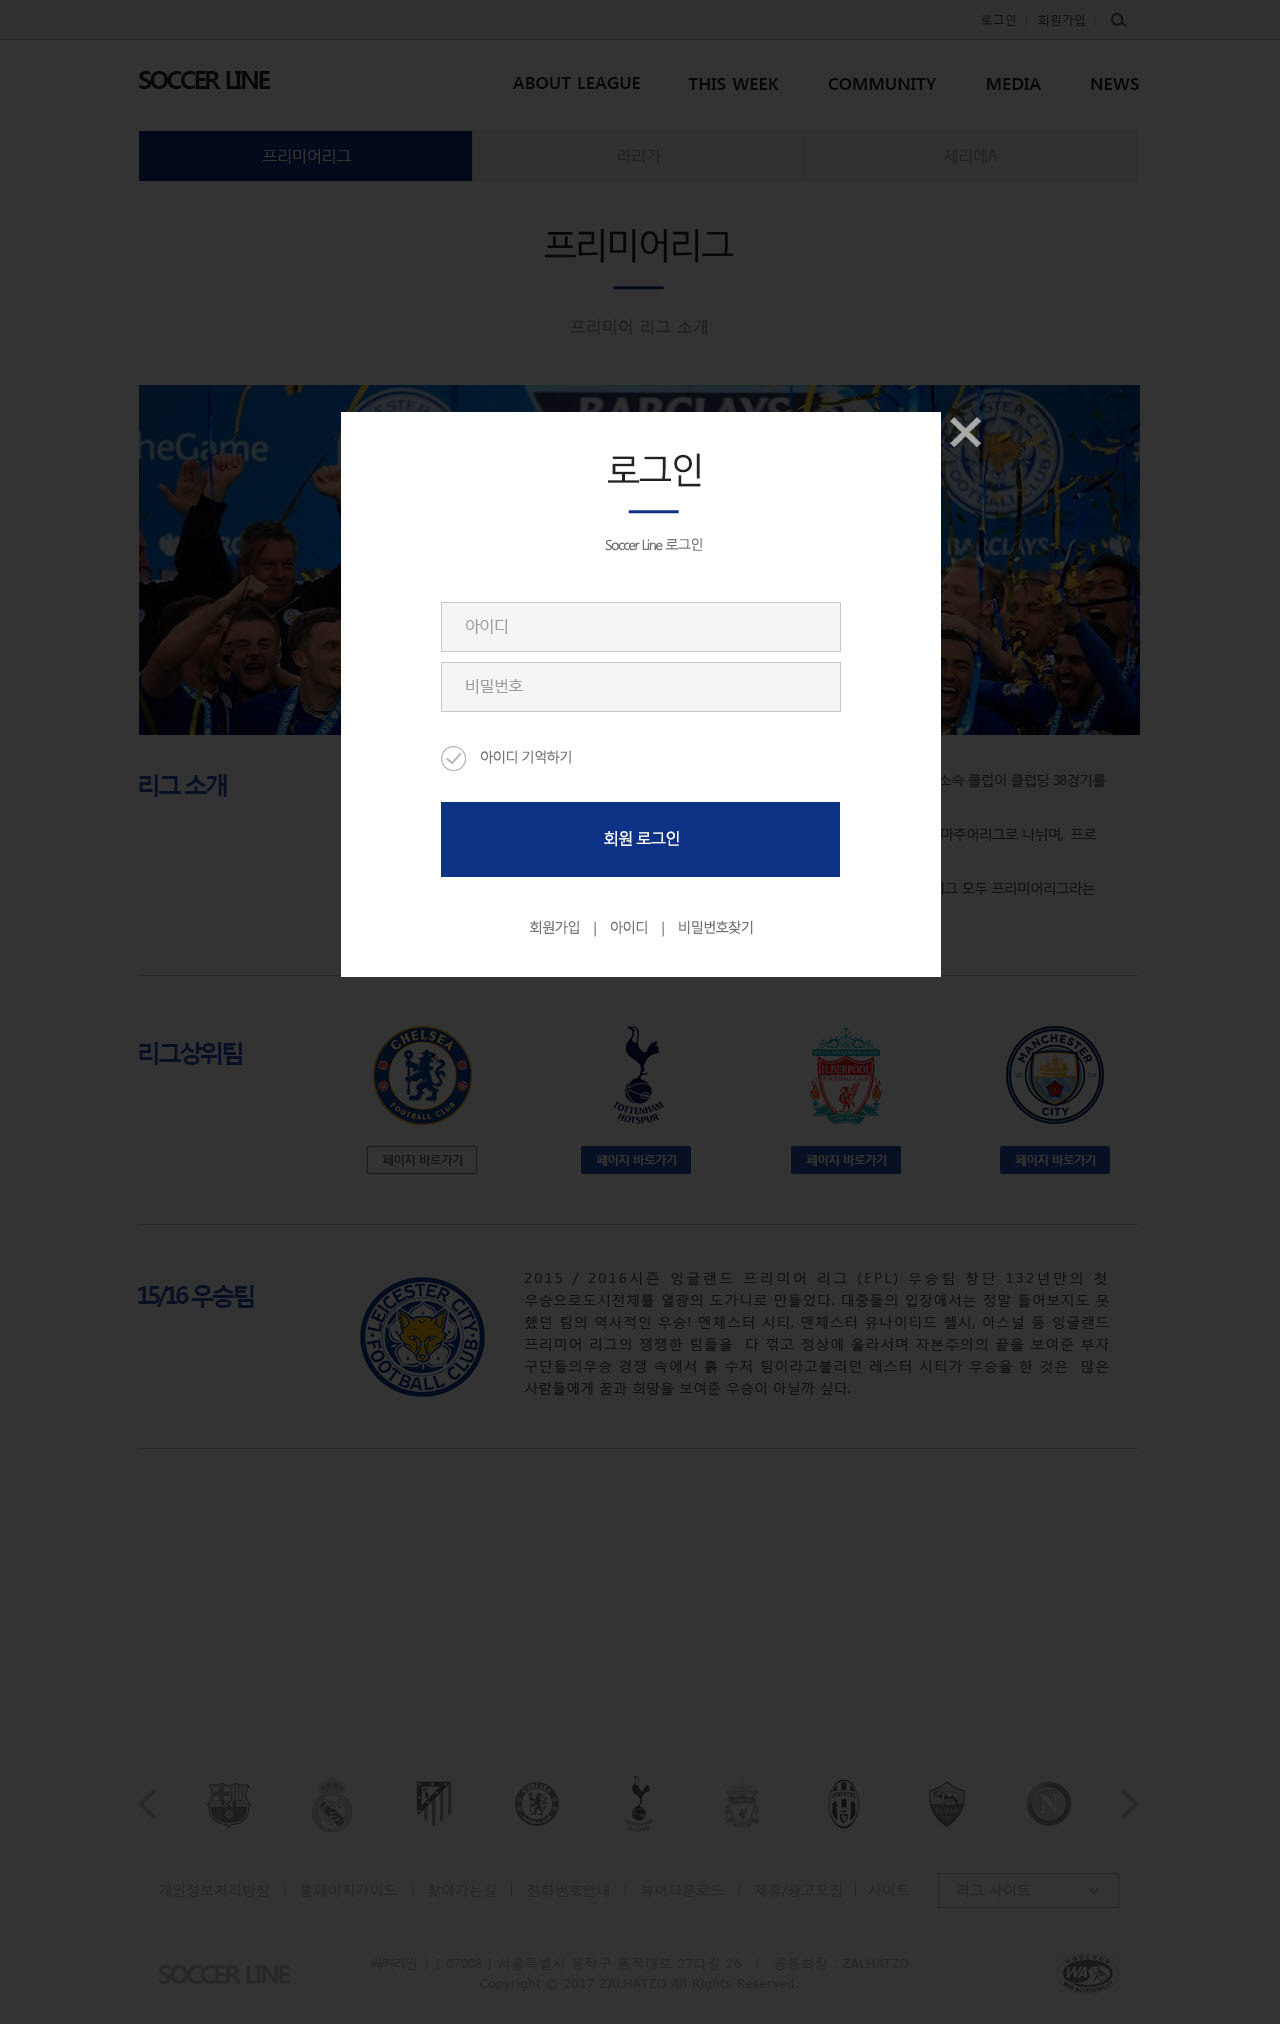 로그인 | 회원가입 |
SOCCER LINE
ABOUT LEAGUE THIS WEEK COMMUNITY MEDIA NEWS
프리미어리그 라리가 세리에A
프리미어리그
프리미어 리그 소개
BARCLAYS
heGame
로그인
Soccer Line 로그인
아이디
비밀번호
아이디 기억하기
회원 로그인
회원가입 | 아이디 | 비밀번호찾기
리그 소개
소속 클럽이 클럽당 38경기를
마추어리그로 나뉘며, 프로
모두 프리미어리그라는
리그상위팀
CHELSEA FOOTBALL CLUB
TOTTENHAM HOTSPUR
MANCHESTER CITY
페이지 바로가기 페이지 바로가기 페이지 바로가기 페이지 바로가기
15/16 우승팀
LEICESTER CITY FOOTBALL CLUB
2015 / 2016시즌 잉글랜드 프리미어 리그 (EPL) 우승팀 창단 132년만의 첫
우승으로도시전체를 열광의 도가니로 만들었다. 대중들의 입장에서는 정말 들어보지도 못
했던 팀의 역사적인 우승! 맨체스터 시티, 맨체스터 유나이티드 첼시, 아스널 통 잉글랜드
프리미어 리그의 쟁쟁한 팀들을 다 꺾고 정상에 올라서며 자본주의의 끝을 보여준 부자
구단들의우승 경쟁 속에서 흙 수저 팀이라고불리던 레스터 시티가 우승을 한 것은 많은
사람들에게 꿈과 희망을 보여준 우승이 아닐까 싶다.
개인정보처리방침 | 홈페이지가이드 | 찾아가는길 | 전화번호안내 | 뷰어다운로드 | 제휴/광고모집 | 사이트
리그 사이트
SOCCER LINE
싸커라인 | [ 07008 ] 서울특별시 동작구 동작대로 27다길 26 | 공동회장 : ZALHATZO
Copyright ⓒ 2017 ZALHATZO All Rights Reserved.
WA